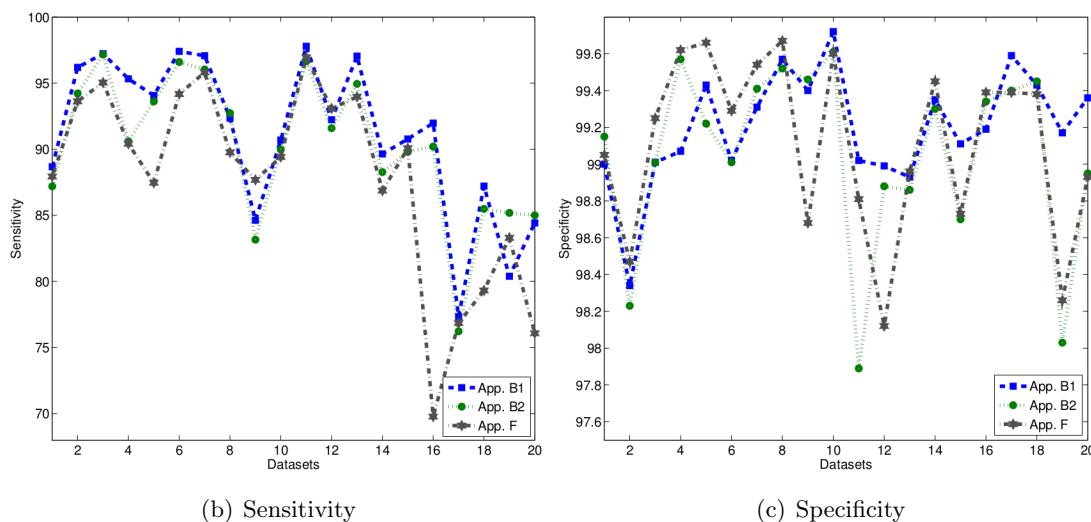 100
95
90
85
80
75
70
Sensitivity
2 4 6 8 10 12 14 16 18 20
Datasets
App. B1
App. B2
App. F
(b) Sensitivity
99.6
99.4
99.2
99
98.8
98.6
98.4
98.2
98
97.8
97.6
Specificity
2 4 6 8 10 12 14 16 18 20
Datasets
App. B1
App. B2
App. F
(c) Specificity